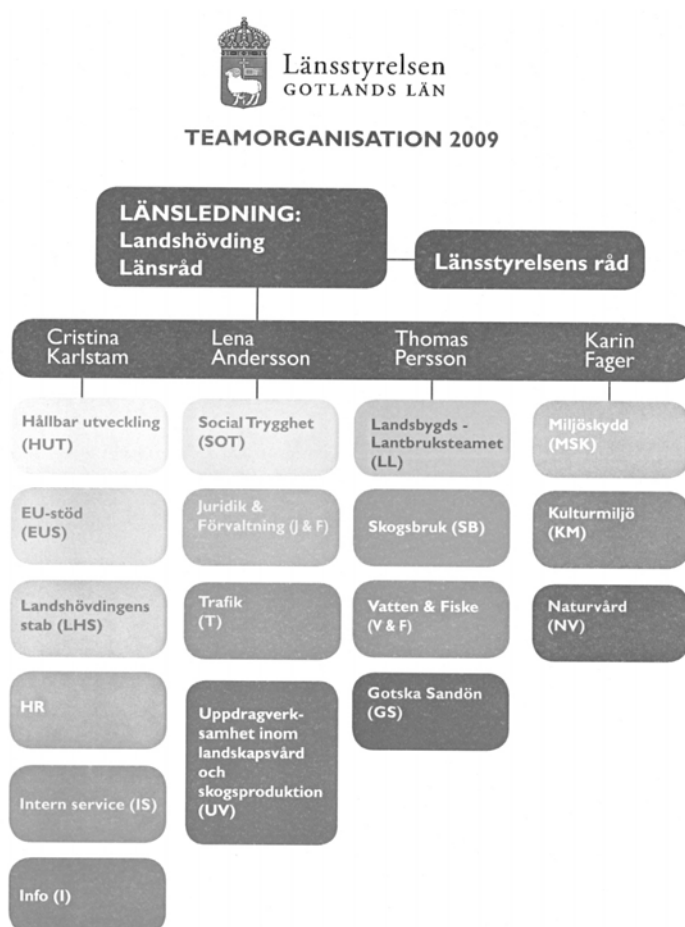 Länsstyrelsen
GOTLANDS LÄN
TEAMORGANISATION 2009
LÄNSLEDNING:
Landshövding
Länsråd
Länsstyrelsens råd
Cristina
Karlstam
Lena
Andersson
Thomas
Persson
Karin
Fager
Hållbar utveckling
(HUT)
EU-stöd
(EUS)
Landshövdingens
stab (LHS)
HR
Intern service (IS)
Info (I)
Social Trygghet
(SOT)
Juridik &
Förvaltning (J & F)
Trafik
(T)
Uppdragverk-
samhet inom
landskapsvård
och
skogsproduktion
(UV)
Landsbygds -
Lantbruksteamet
(LL)
Skogsbruk (SB)
Vatten & Fiske
(V & F)
Gotska Sandön
(GS)
Miljöskydd
(MSK)
Kulturmiljö
(KM)
Naturvård
(NV)